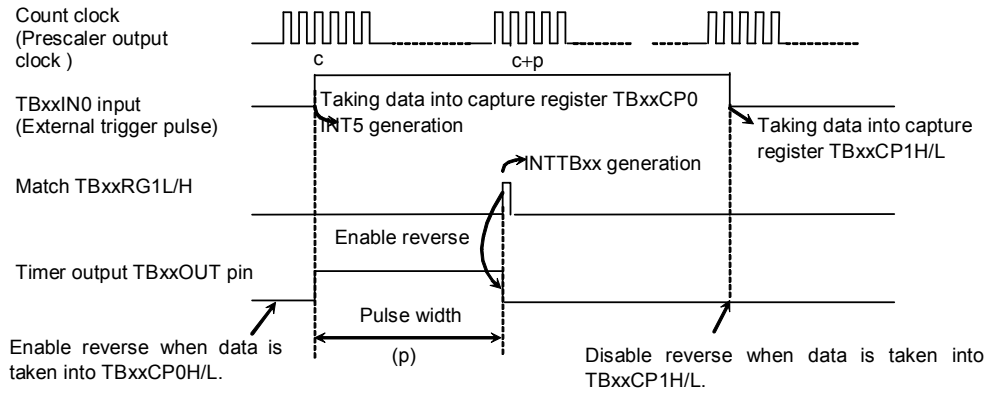 Count clock
(Prescaler output
clock )
c
c+p
TBxxIN0 input
(External trigger pulse)
Taking data into capture register TBxxCP0
INT5 generation
Taking data into capture
register TBxxCP1H/L
INTTBxx generation
Match TBxxRG1L/H
Enable reverse
Timer output TBxxOUT pin
Pulse width
(p)
Enable reverse when data is
taken into TBxxCP0H/L.
Disable reverse when data is taken into
TBxxCP1H/L.